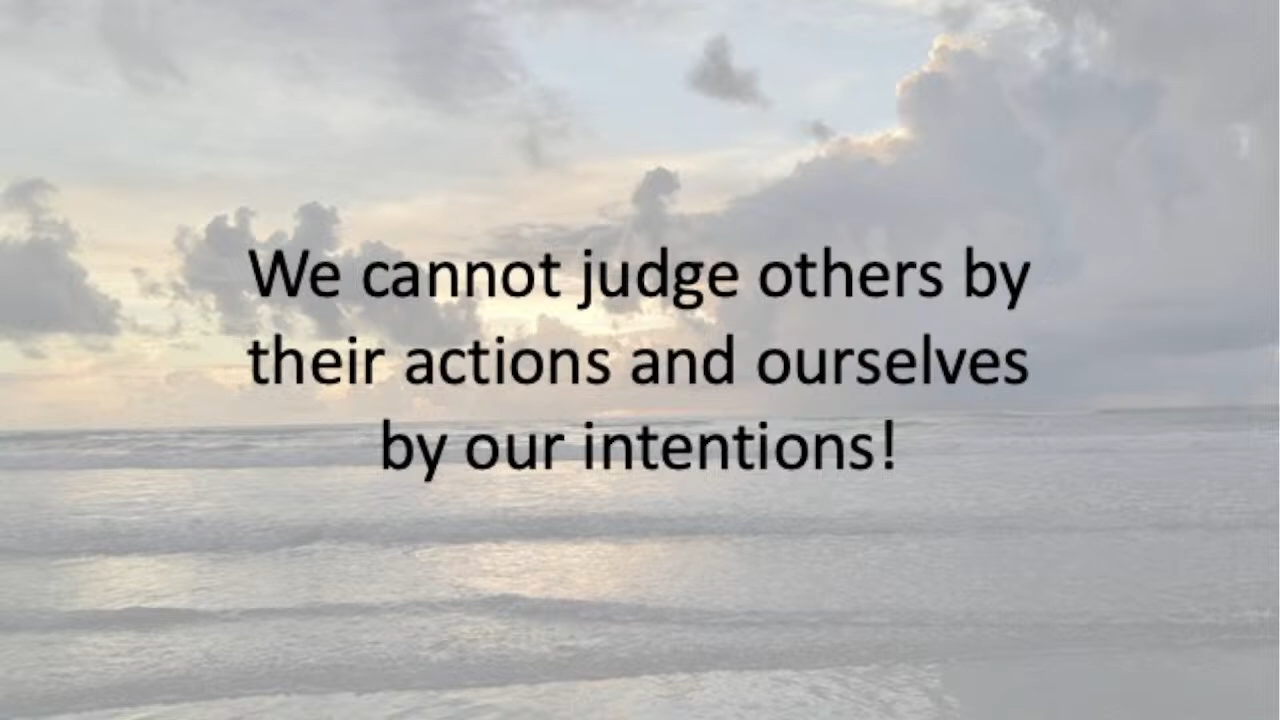 We cannot judge others by
their actions and ourselves
by our intentions!